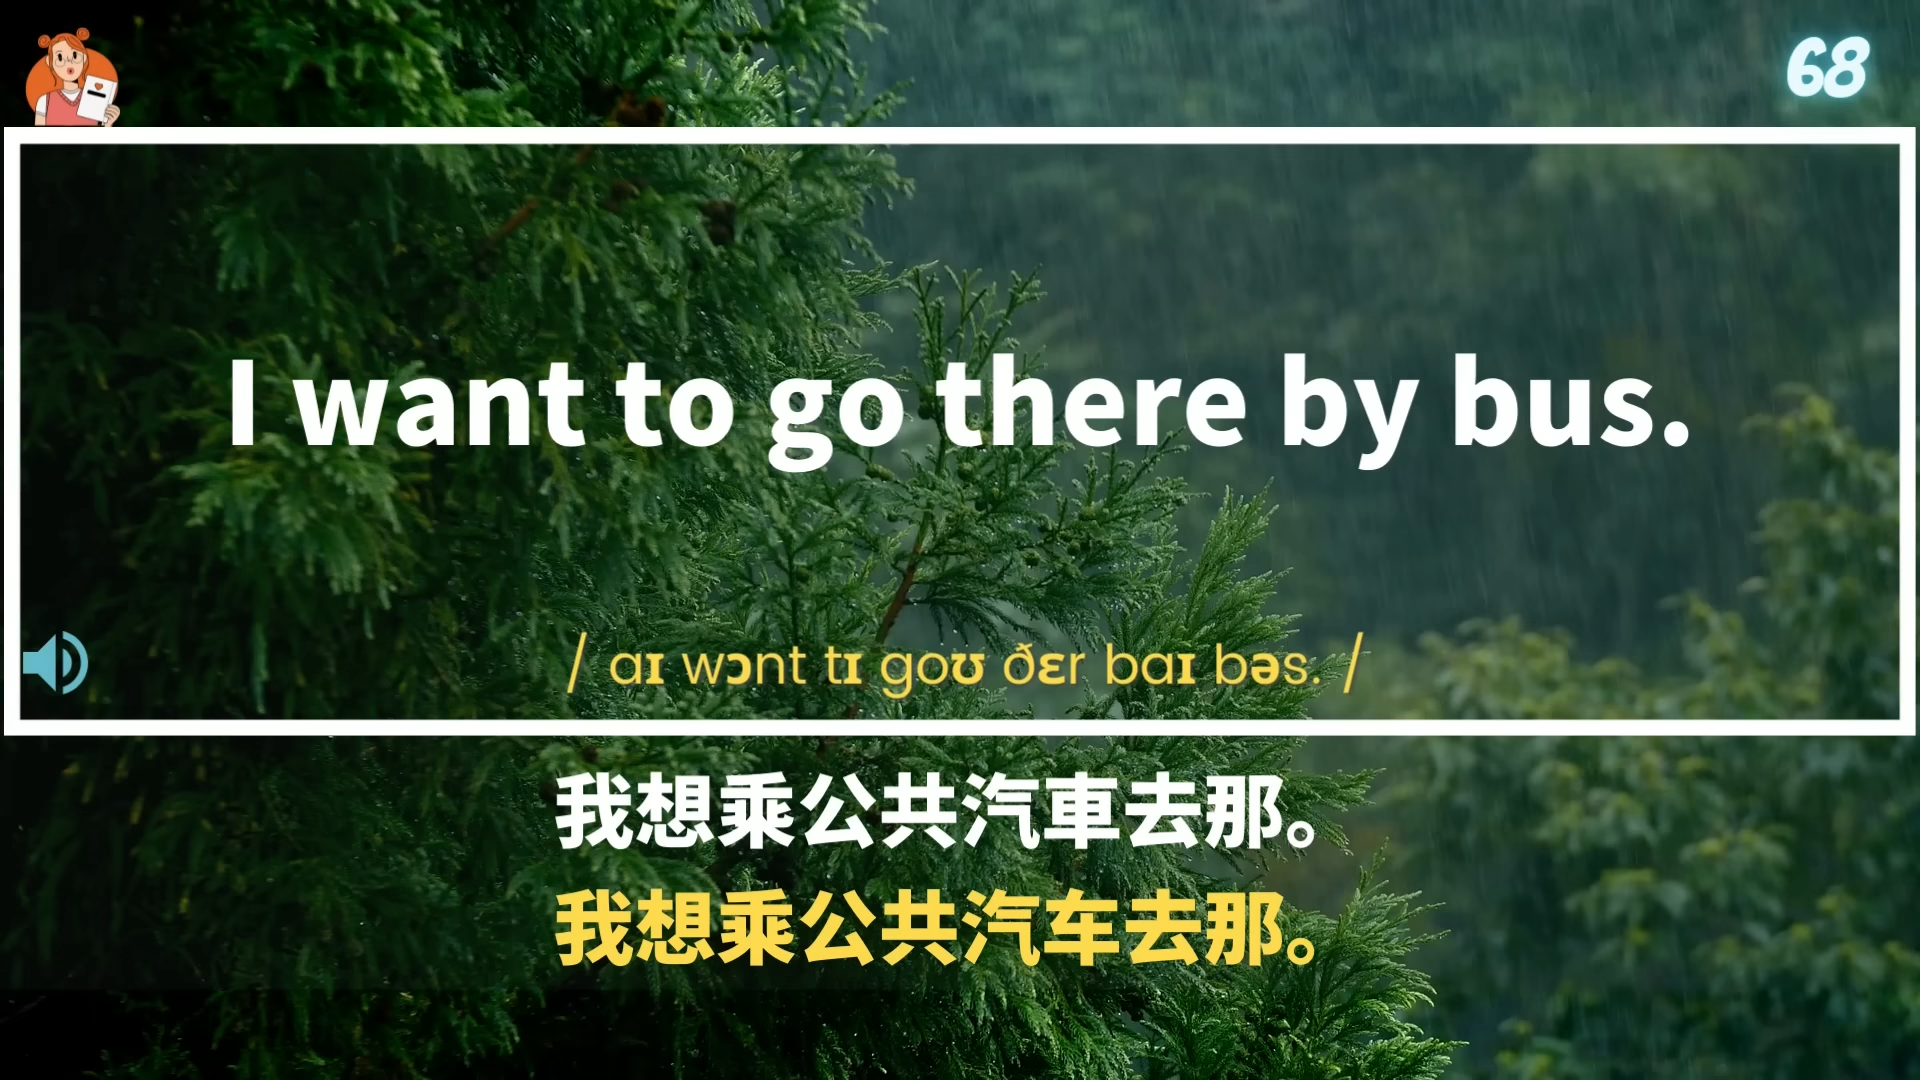 68
I want to go there by bus.
/ aɪ wɔnt tɪ goʊ ðɛr baɪ bəs. /
我想乘公共汽車去那。
我想乘公共汽车去那。